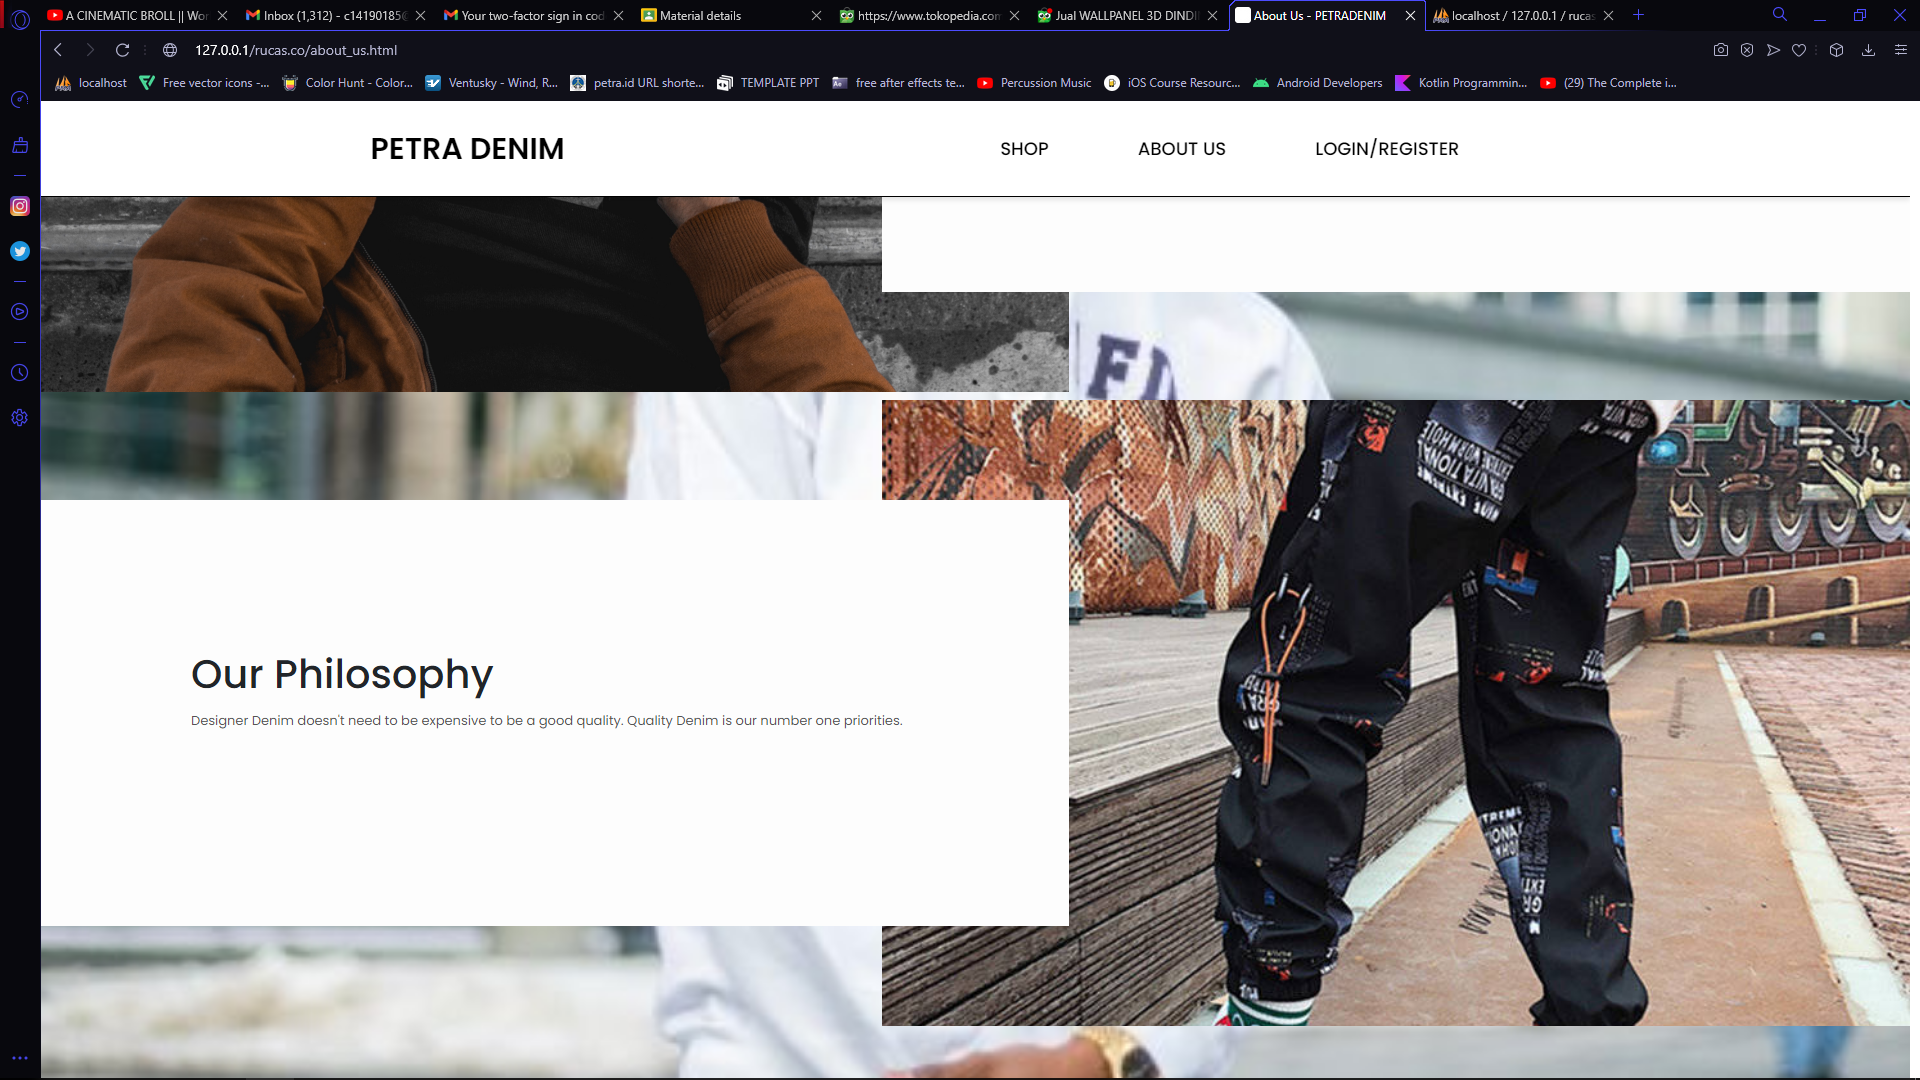 A CINEMATIC BROLL || Wor
Inbox (1,312) - c14190185@
Your two-factor sign in cod
Material details
https://www.tokopedia.com
Jual WALLPANEL 3D DINDI
About Us - PETRADENIM
localhost / 127.0.0.1 / rucas
127.0.0.1/rucas.co/about_us.html
localhost
Free vector icons -...
Color Hunt - Color...
Ventusky - Wind, R...
petra.id URL shorte...
TEMPLATE PPT
free after effects te...
Percussion Music
iOS Course Resourc...
Android Developers
Kotlin Programmin...
(29) The Complete i...
PETRA DENIM
SHOP
ABOUT US
LOGIN/REGISTER
Our Philosophy
Designer Denim doesn't need to be expensive to be a good quality. Quality Denim is our number one priorities.